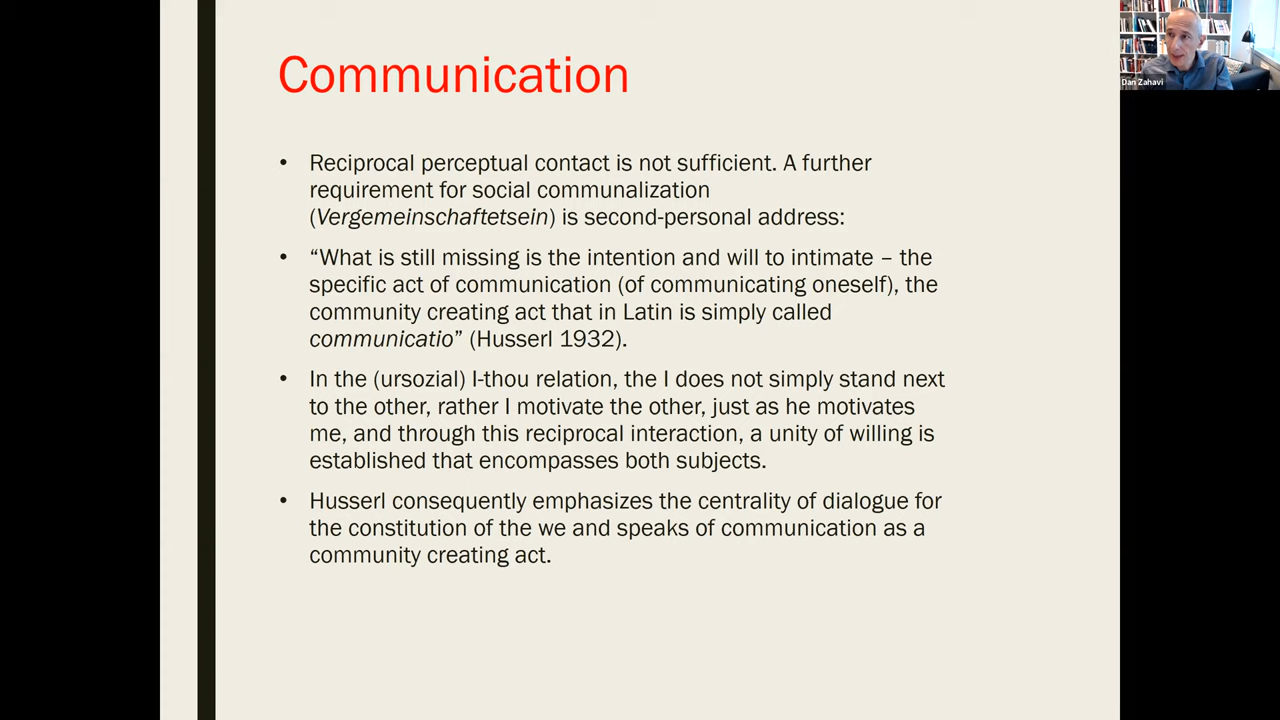 Communication
• Reciprocal perceptual contact is not sufficient. A further
requirement for social communalization
(Vergemeinschaftetsein) is second-personal address:
• “What is still missing is the intention and will to intimate – the
specific act of communication (of communicating oneself), the
community creating act that in Latin is simply called
communicatio” (Husserl 1932).
• In the (ursozial) I-thou relation, the I does not simply stand next
to the other, rather I motivate the other, just as he motivates
me, and through this reciprocal interaction, a unity of willing is
established that encompasses both subjects.
• Husserl consequently emphasizes the centrality of dialogue for
the constitution of the we and speaks of communication as a
community creating act.
Dan Zahavi